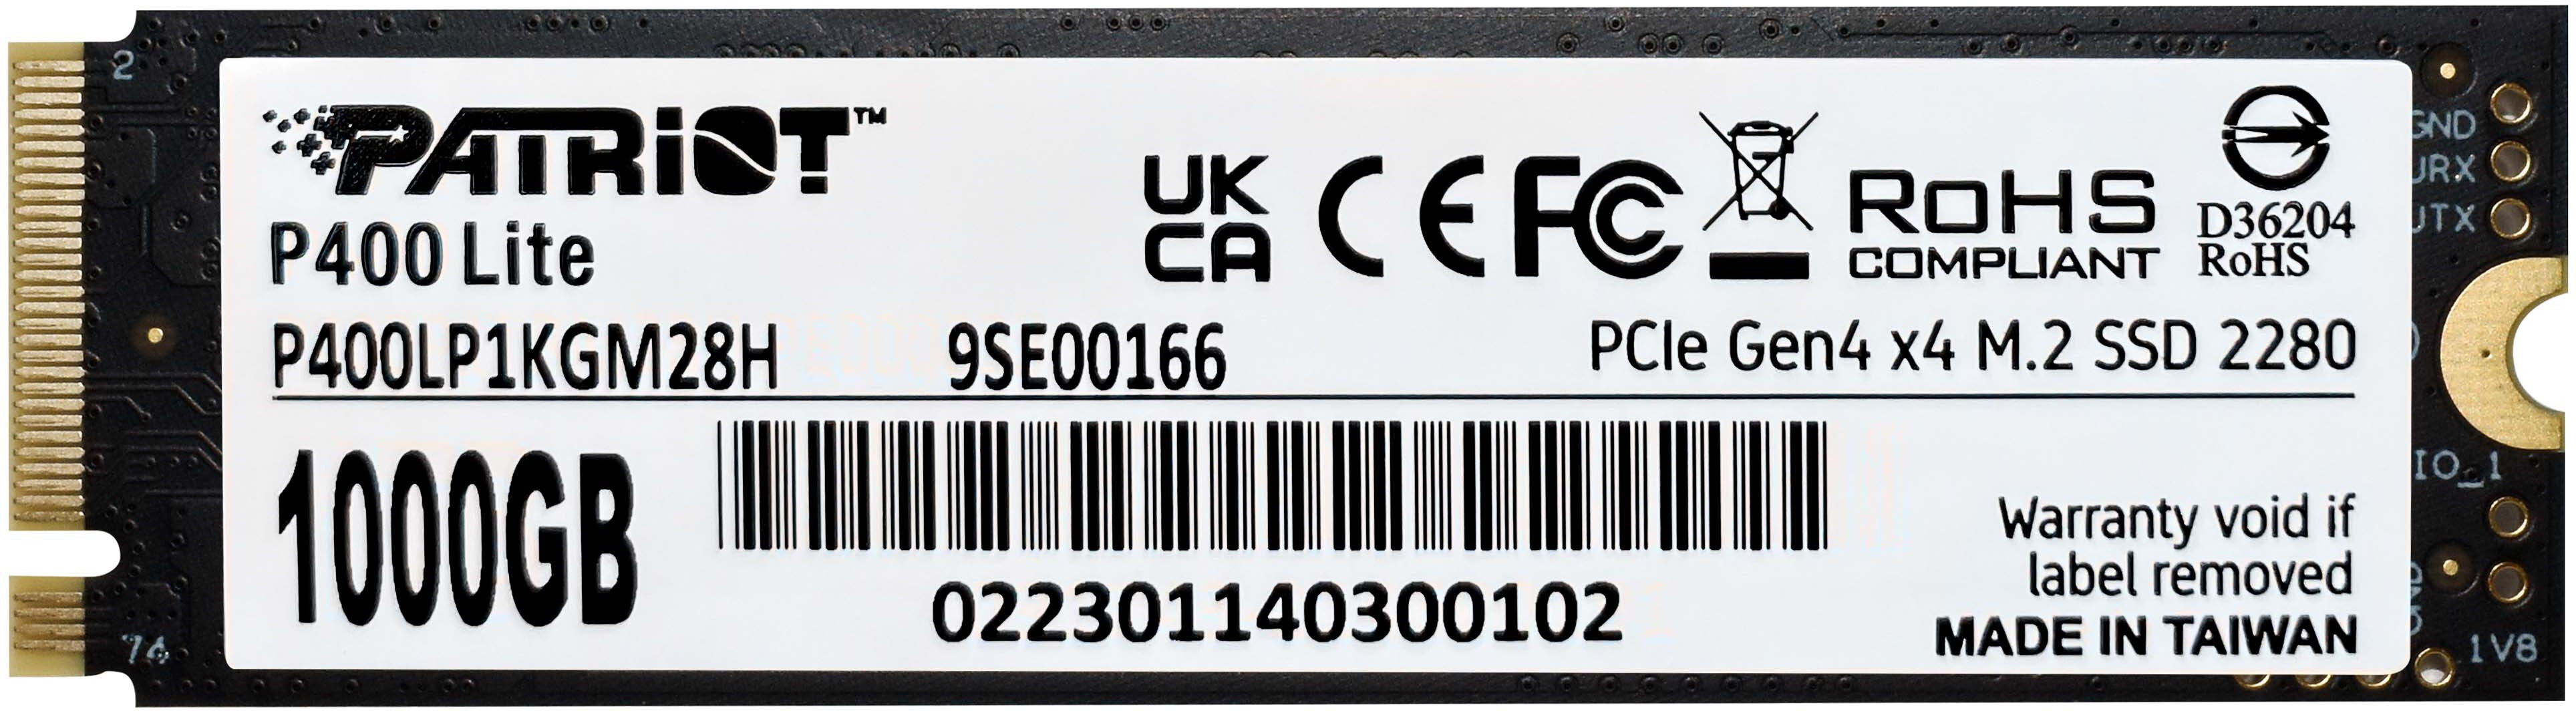 2
PATRiOT™
P400 Lite
UK
CA
CE FC
RoHS
COMPLIANT
D36204
RoHS
GND
URX
UTX
P400LP1KGM28H 9SE00166 PCIe Gen4 x4 M.2 SSD 2280
1000GB
022301140300102
Warranty void if
label removed
MADE IN TAIWAN
IO_1
1V8